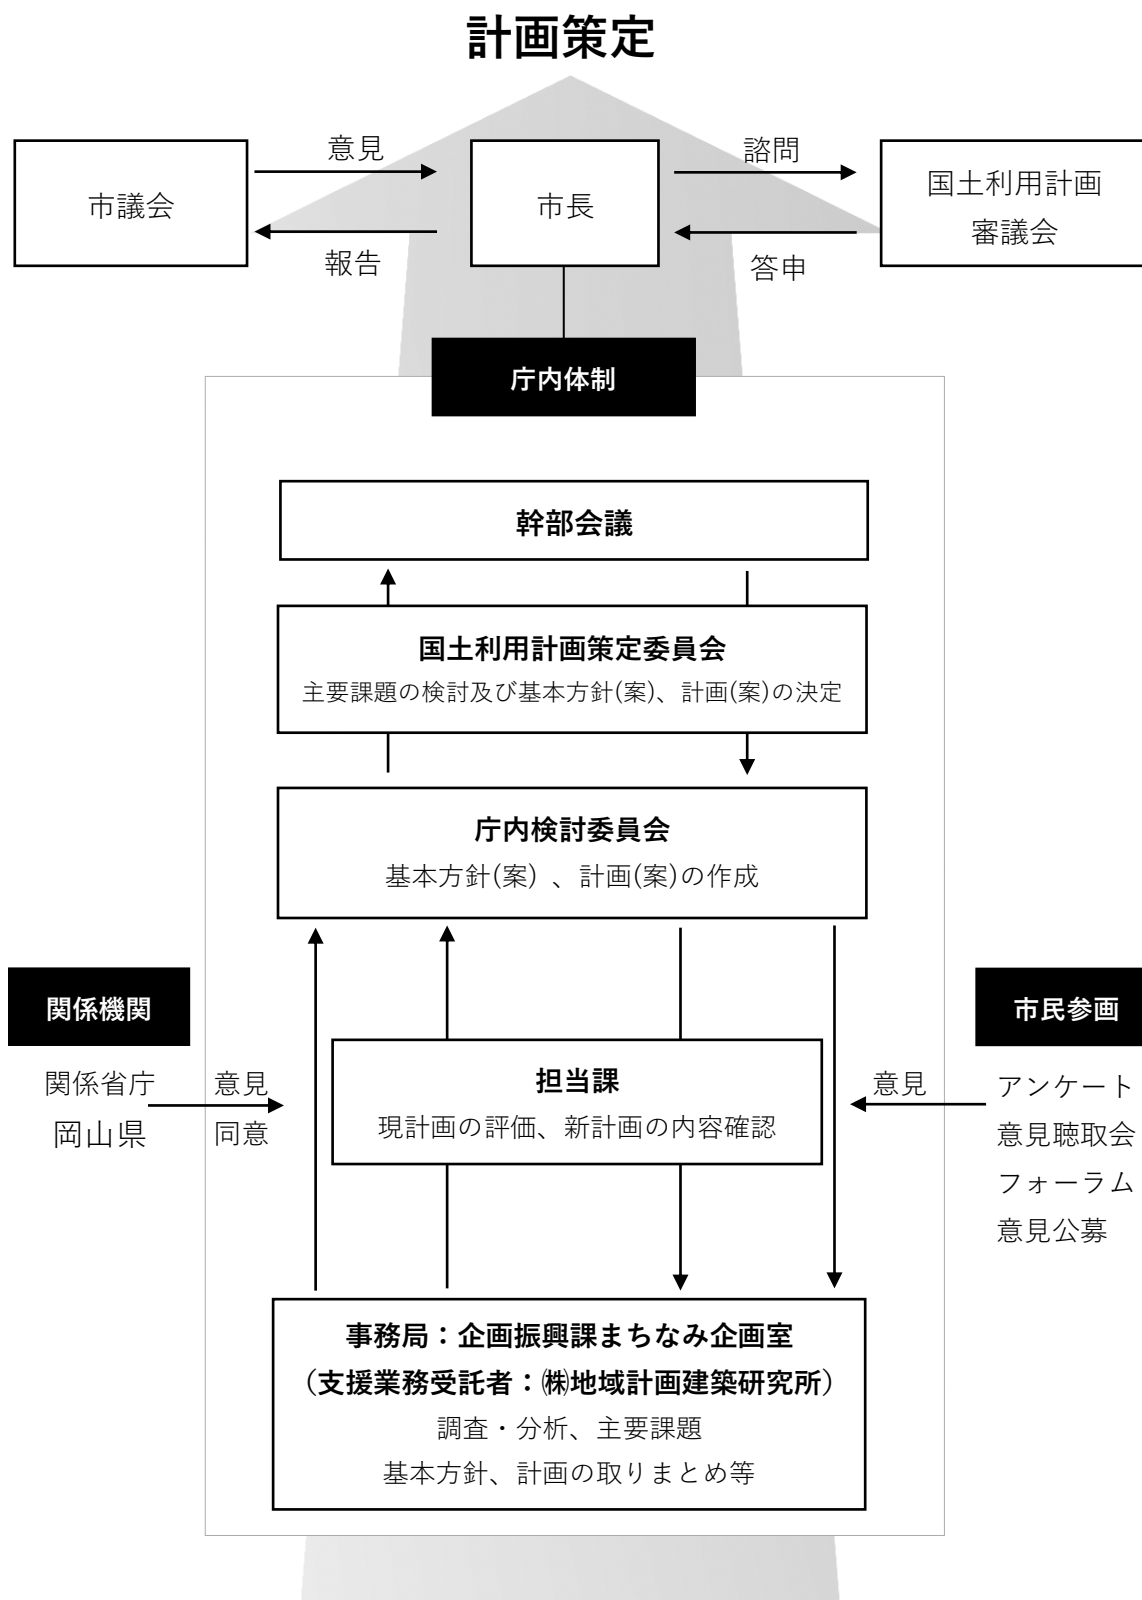 計画策定
市議会
意見
報告
市長
諮問
答申
国土利用計画
審議会
庁内体制
幹部会議
国土利用計画策定委員会
主要課題の検討及び基本方針(案)、計画(案)の決定
庁内検討委員会
基本方針(案) 、計画(案)の作成
関係機関
関係省庁
岡山県
意見
同意
担当課
現計画の評価、新計画の内容確認
市民参画
意見
アンケート
意見聴取会
フォーラム
意見公募
事務局：企画振興課まちなみ企画室
（支援業務受託者：㈱地域計画建築研究所）
調査・分析、主要課題
基本方針、計画の取りまとめ等